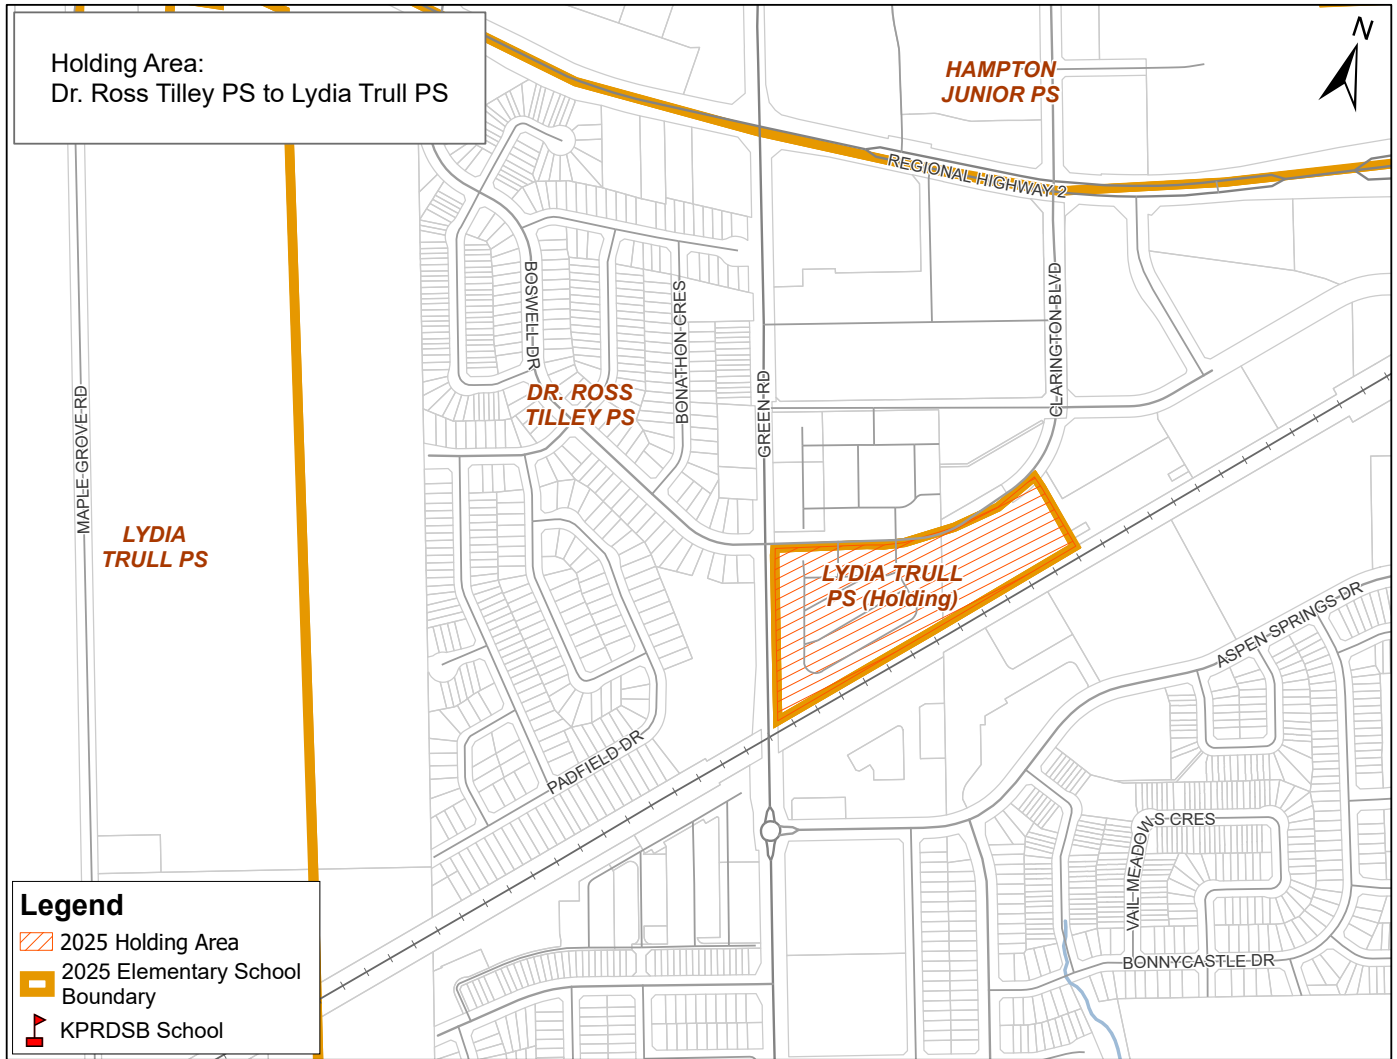 Holding Area:
Dr. Ross Tilley PS to Lydia Trull PS
N
HAMPTON
JUNIOR PS
REGIONAL HIGHWAY 2
BOSWELL DR
BONATHON CRES
GREEN RD
CLARINGTON BLVD
MAPLE GROVE RD
DR. ROSS
TILLEY PS
LYDIA
TRULL PS
LYDIA TRULL
PS (Holding)
ASPEN SPRINGS DR
PADFIELD DR
VAIL MEADOWS CRES
BONNYCASTLE DR
Legend
2025 Holding Area
2025 Elementary School
Boundary
KPRDSB School